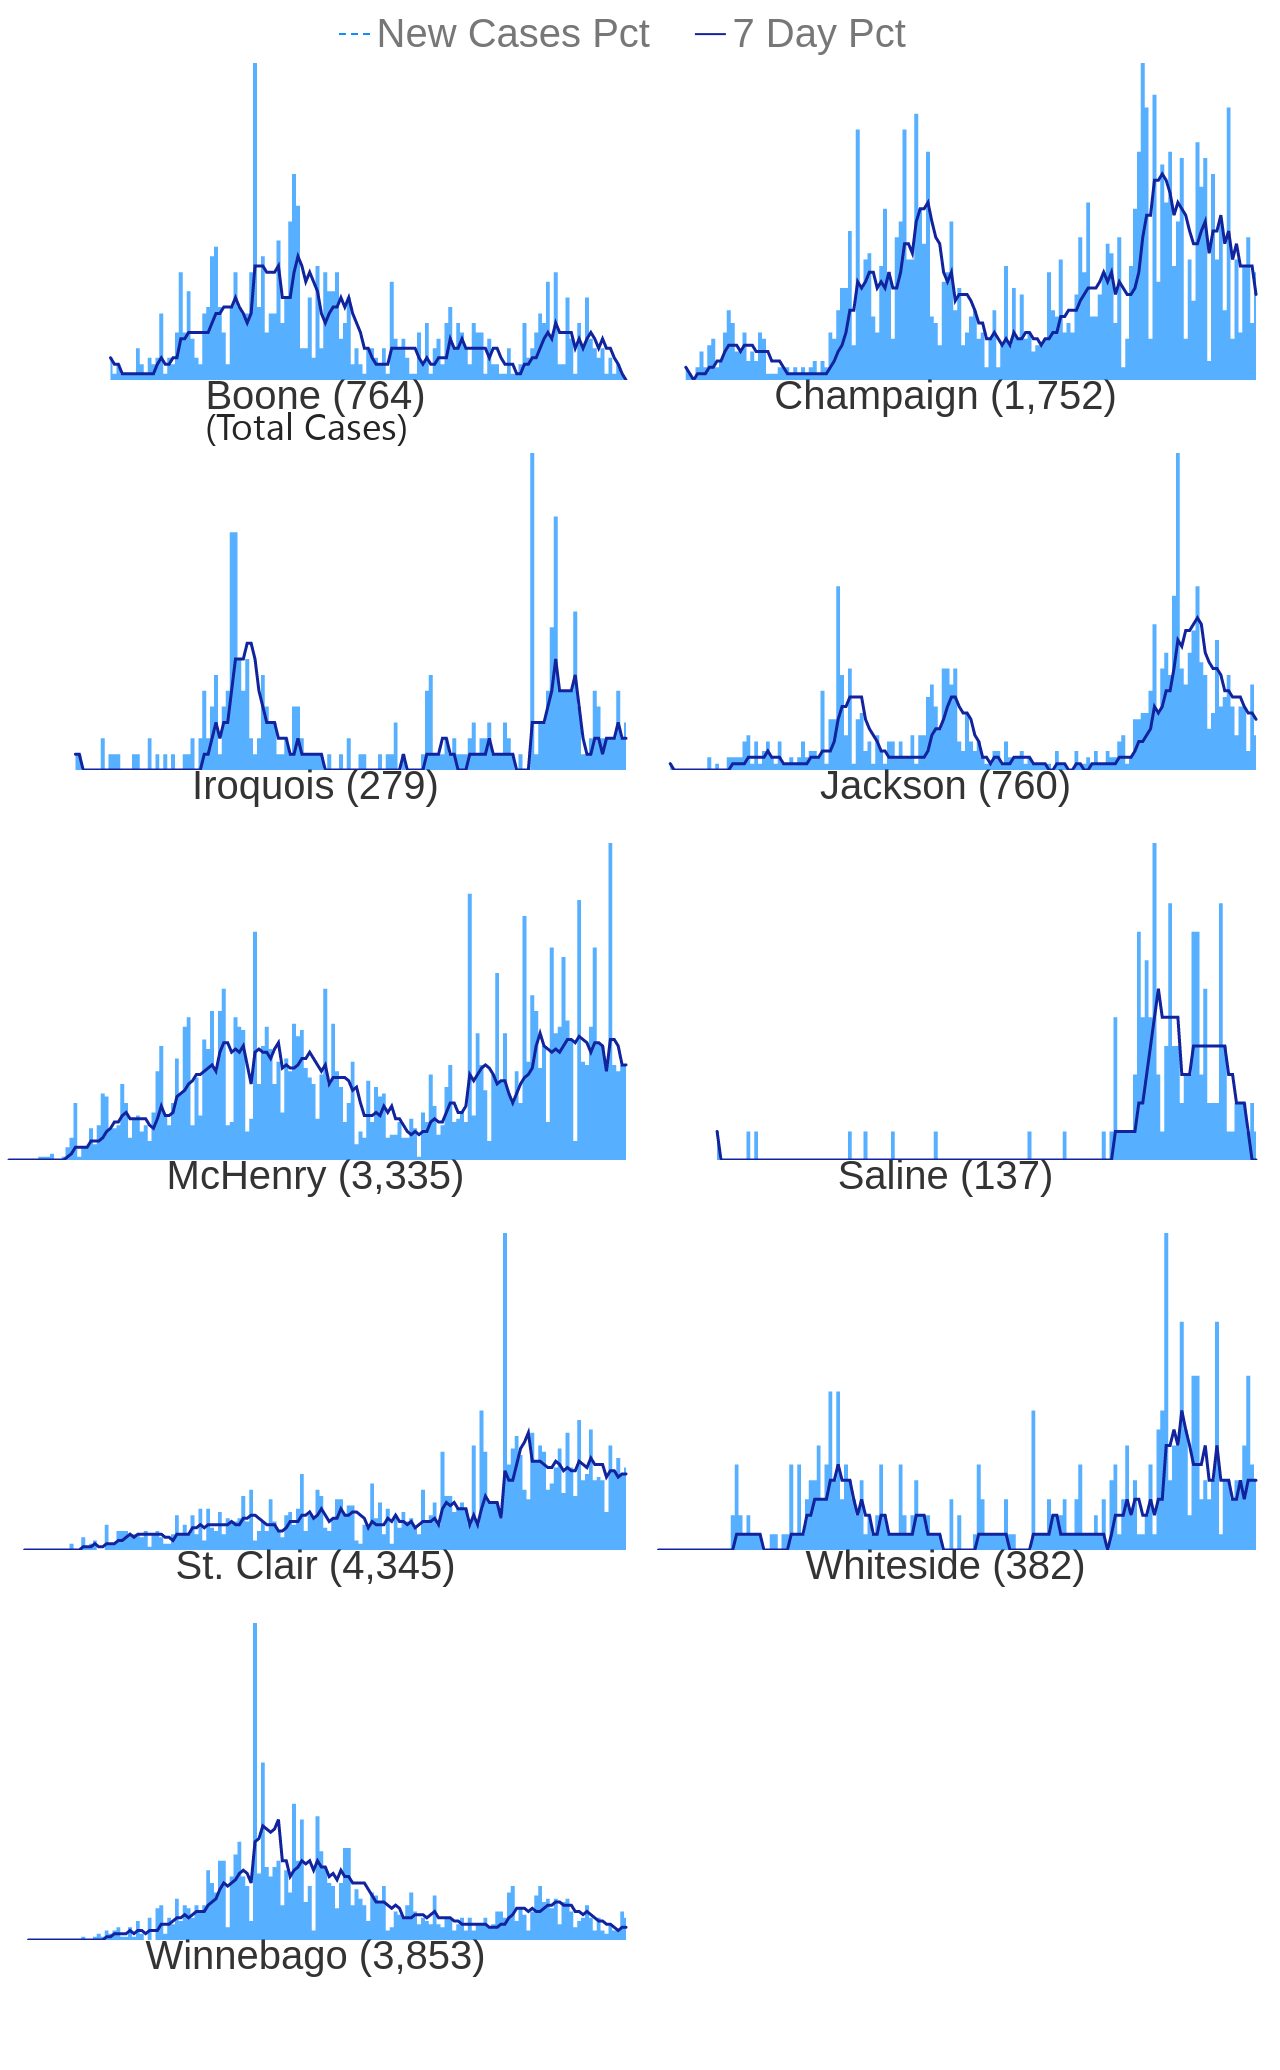 New Cases Pct 7 Day Pct
Boone (764) Champaign (1,752)
(Total Cases)
Iroquois (279) Jackson (760)
McHenry (3,335) Saline (137)
St. Clair (4,345) Whiteside (382)
Winnebago (3,853)